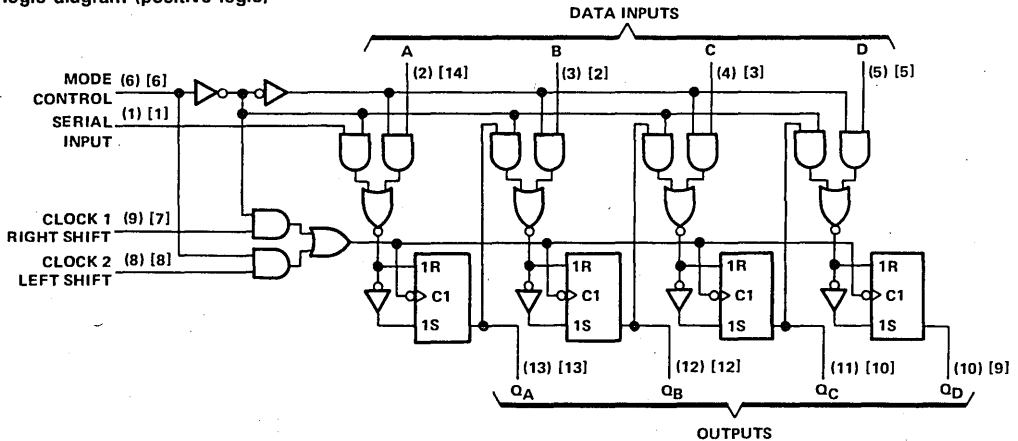 logic diagram (positive logic)
DATA INPUTS
A B C D
(2) [14] (3) [2] (4) [3] (5) [5]
MODE (6) [6]
CONTROL
SERIAL (1) [1]
INPUT
CLOCK 1 (9) [7]
RIGHT SHIFT
CLOCK 2 (8) [8]
LEFT SHIFT
1R 1R 1R 1R
C1 C1 C1 C1
1S 1S 1S 1S
(13) [13] (12) [12] (11) [10] (10) [9]
QA QB QC QD
OUTPUTS